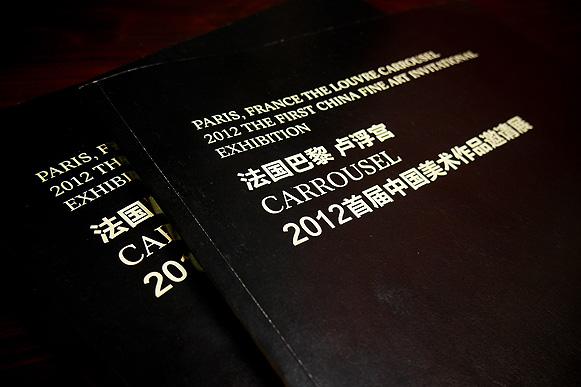 PARIS, FRANCE THE LOUVRE CARROUSEL
2012 THE FIRST CHINA FINE ART INVITATIONAL
EXHIBITION
法国巴黎 卢浮宫
CARROUSEL
2012首届中国美术作品邀请展
PARIS, F
2012 TH
EXHIBI
法国
CA
201